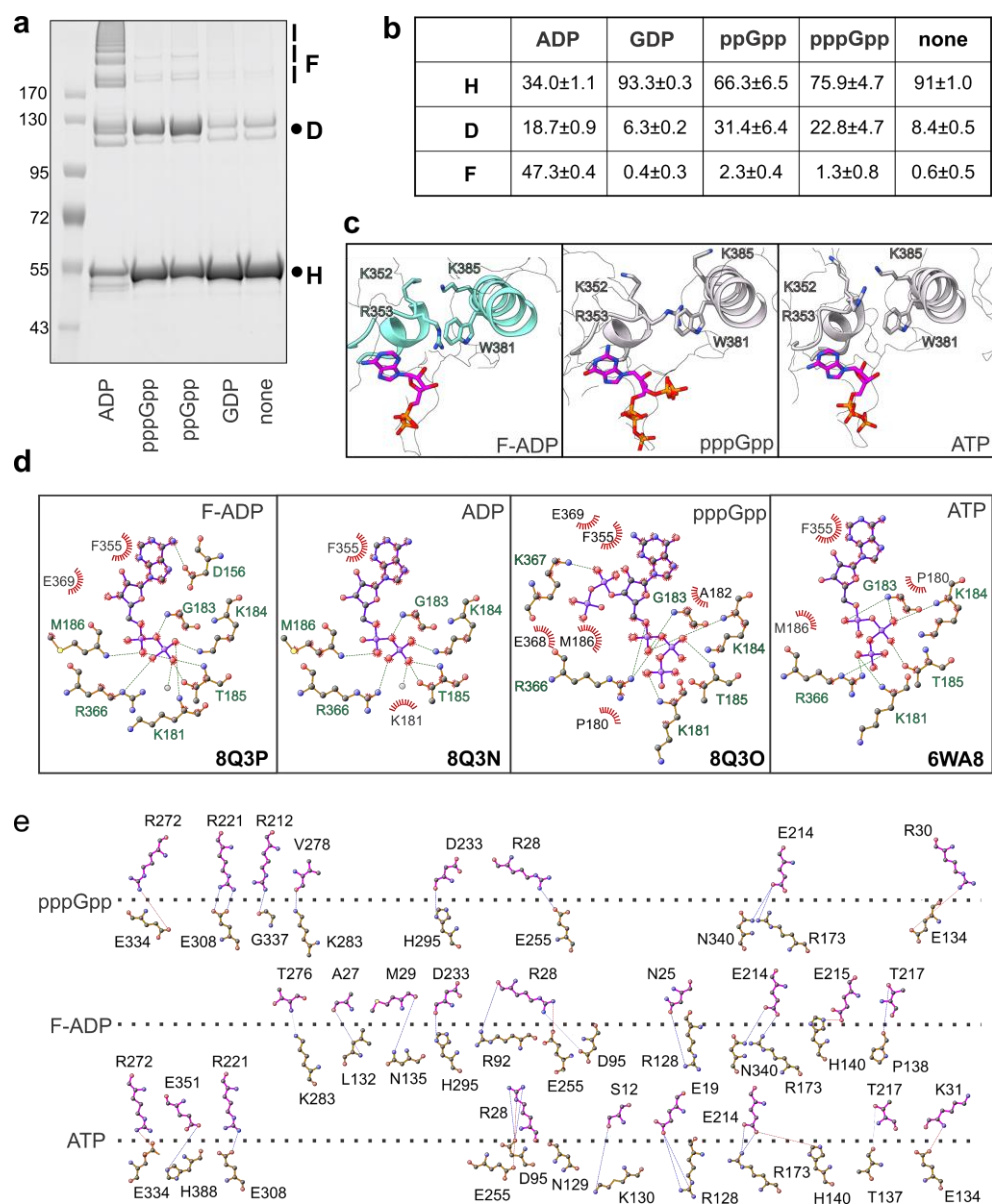 a
170
130
95
72
55
43
F
D
H
ADP
pppGpp
ppGpp
GDP
none
b
ADP GDP ppGpp pppGpp none
H 34.0±1.1 93.3±0.3 66.3±6.5 75.9±4.7 91±1.0
D 18.7±0.9 6.3±0.2 31.4±6.4 22.8±4.7 8.4±0.5
F 47.3±0.4 0.4±0.3 2.3±0.4 1.3±0.8 0.6±0.5
c
K352 K385
R353
W381
F-ADP
K385
K352
R353
W381
pppGpp
K385
K352
R353
W381
ATP
d
F-ADP
F355
D156
E369
G183
K184
M186
T185
R366
K181
8Q3P
ADP
F355
G183
K184
M186
T185
R366
K181
8Q3N
pppGpp
E369
F355
K367
G183
A182
E368
M186
K184
R366
T185
P180
K181
8Q3O
ATP
F355
P180
G183
K184
M186
R366
T185
K181
6WA8
e
R272 R221 R212 V278 D233 R28 E214 R30
pppGpp
E334 E308 G337 K283 H295 E255 N340 R173 E134
T276 A27 M29 D233 R28 N25 E214 E215 T217
F-ADP
K283 L132 N135 H295 R92 E255 D95 R128 N340 R173 H140 P138
R272 E351 R221 R28 S12 E19 E214 T217 K31
ATP
E334 H388 E308 E255 D95 N129 K130 R128 R173 H140 T137 E134